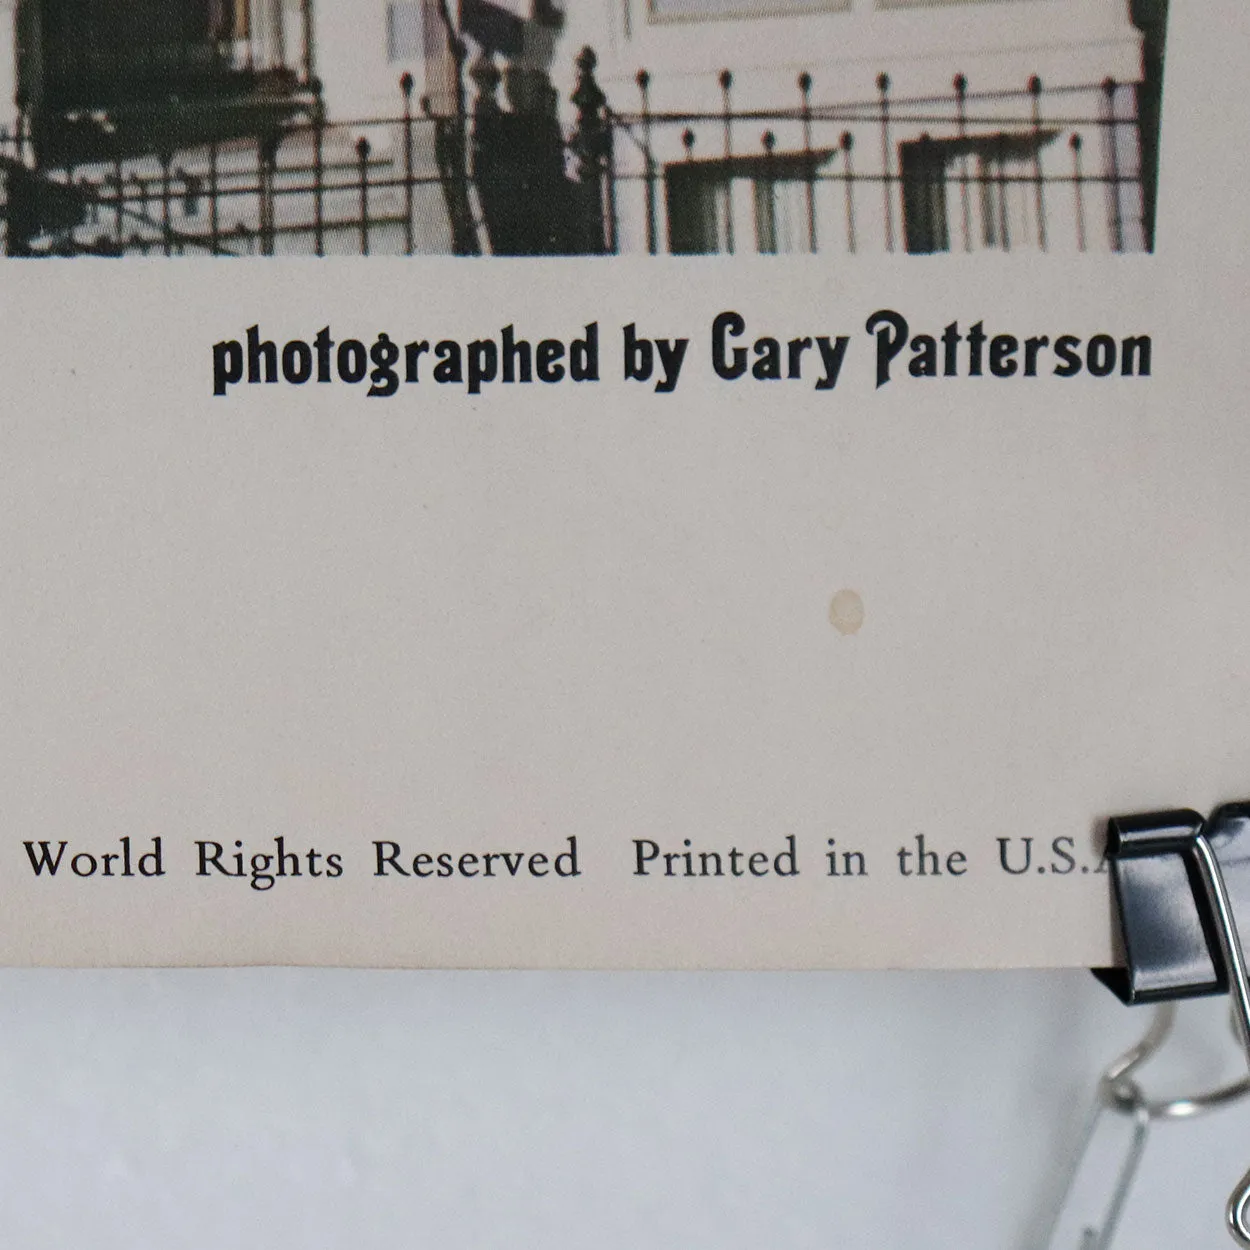 photographed by Gary Patterson
World Rights Reserved Printed in the U.S.A